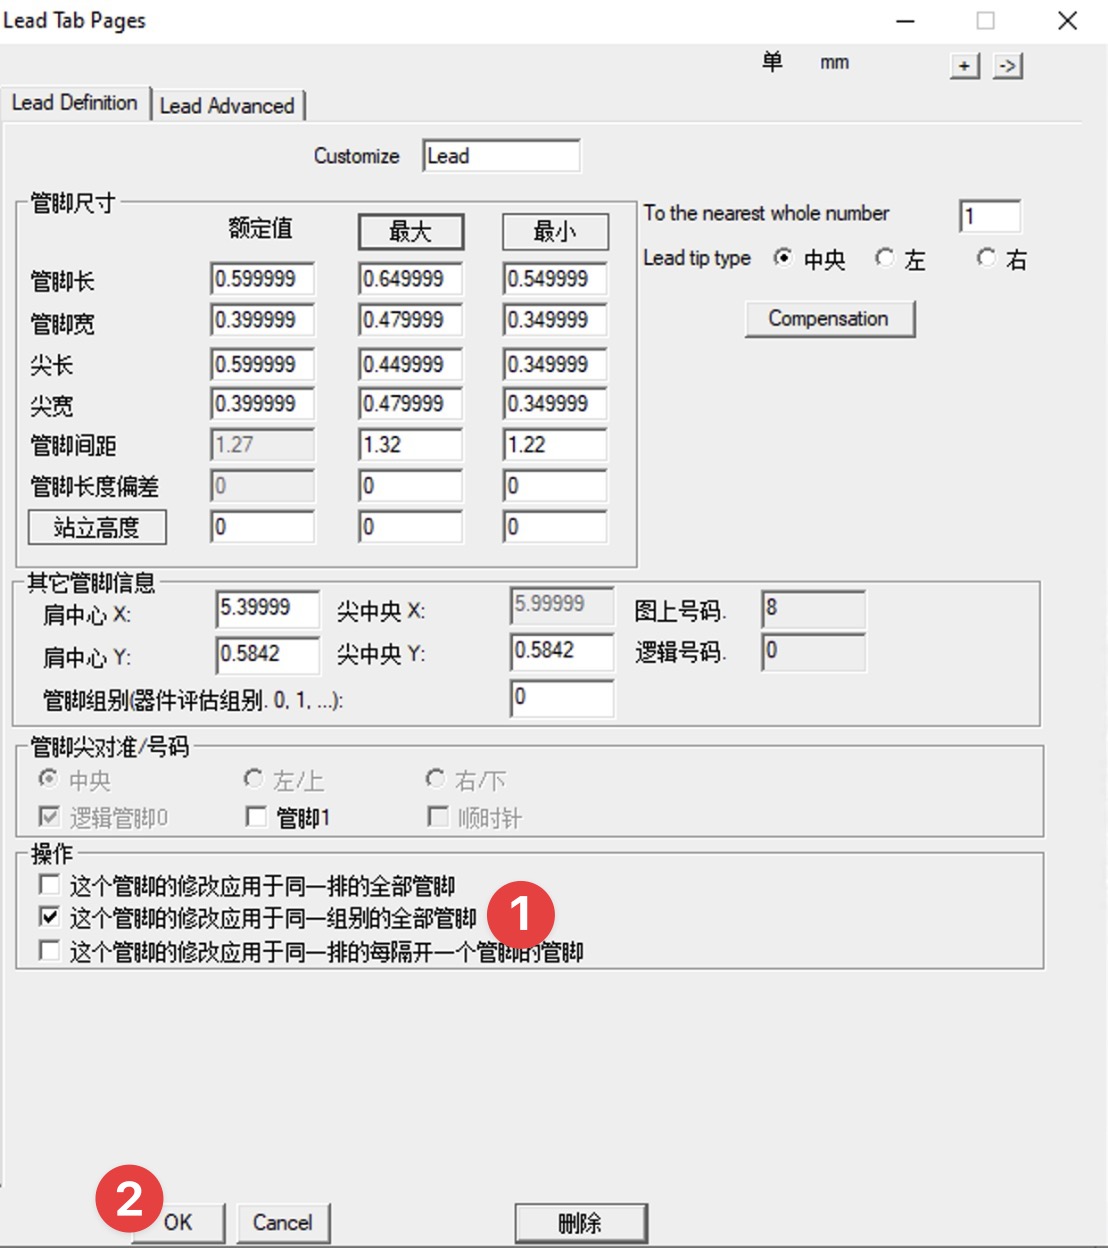 Lead Tab Pages
单 mm + ->
Lead Definition Lead Advanced
Customize Lead
管脚尺寸
额定值 最大 最小
To the nearest whole number 1
Lead tip type 中央 左 右
Compensation
管脚长 0.599999 0.649999 0.549999
管脚宽 0.399999 0.479999 0.349999
尖长 0.599999 0.449999 0.349999
尖宽 0.399999 0.479999 0.349999
管脚间距 1.27 1.32 1.22
管脚长度偏差 0 0 0
站立高度 0 0 0
其它管脚信息
肩中心 X: 5.39999 尖中央 X: 5.99999 图上号码. 8
肩中心 Y: 0.5842 尖中央 Y: 0.5842 逻辑号码. 0
管脚组别(器件评估组别. 0, 1, ...): 0
管脚尖对准/号码
中央 左/上 右/下
逻辑管脚0 管脚1 顺时针
操作
这个管脚的修改应用于同一排的全部管脚
这个管脚的修改应用于同一组别的全部管脚 1
这个管脚的修改应用于同一排的每隔开一个管脚的管脚
2
OK Cancel 删除